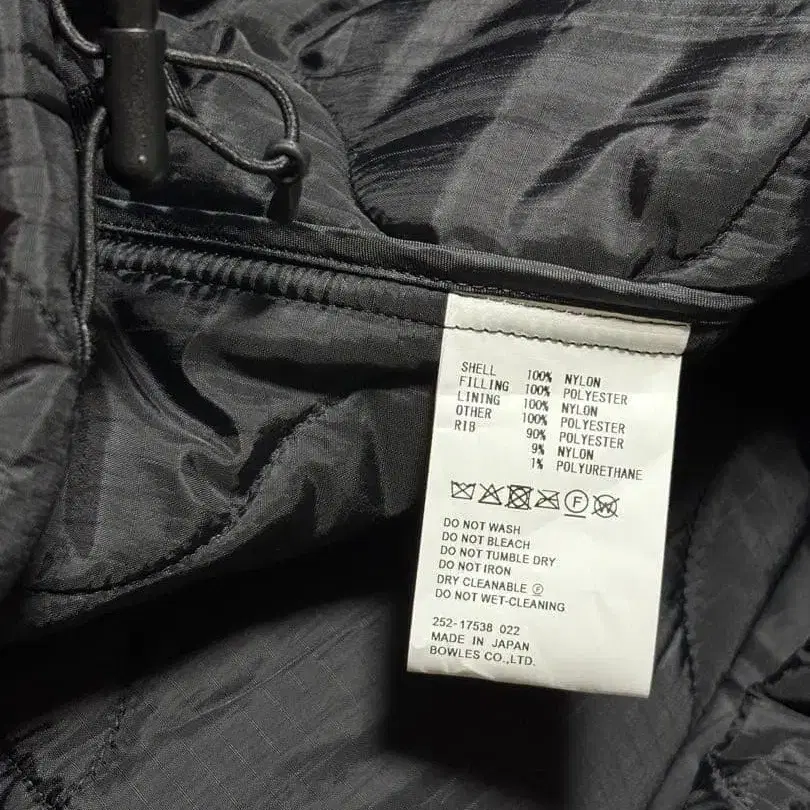 SHELL 100% NYLON
FILLING 100% POLYESTER
LINING 100% NYLON
OTHER 100% POLYESTER
RIB 90% POLYESTER
9% NYLON
1% POLYURETHANE
F W
DO NOT WASH
DO NOT BLEACH
DO NOT TUMBLE DRY
DO NOT IRON
DRY CLEANABLE Ⓕ
DO NOT WET-CLEANING
252-17538 022
MADE IN JAPAN
BOWLES CO.,LTD.